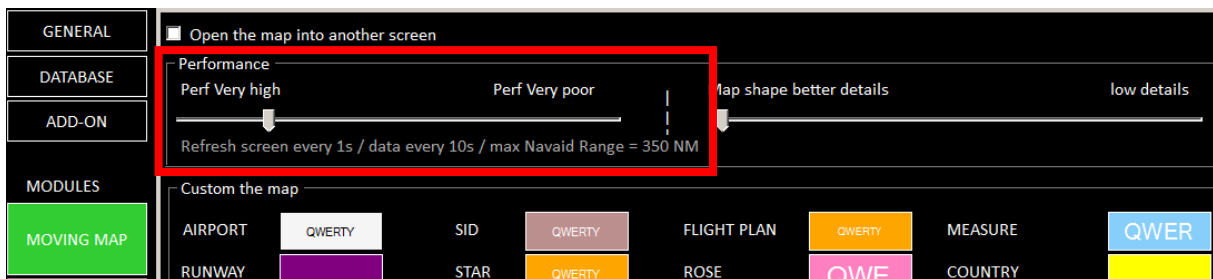 GENERAL
Open the map into another screen
Performance
DATABASE
Perf Very high Perf Very poor Map shape better details low details
ADD-ON
Refresh screen every 1s / data every 10s / max Navaid Range = 350 NM
MODULES
Custom the map
MOVING MAP
AIRPORT QWERTY SID QWERTY FLIGHT PLAN QWERTY MEASURE QWER
RUNWAY STAR QWERTY ROSE QWE COUNTRY